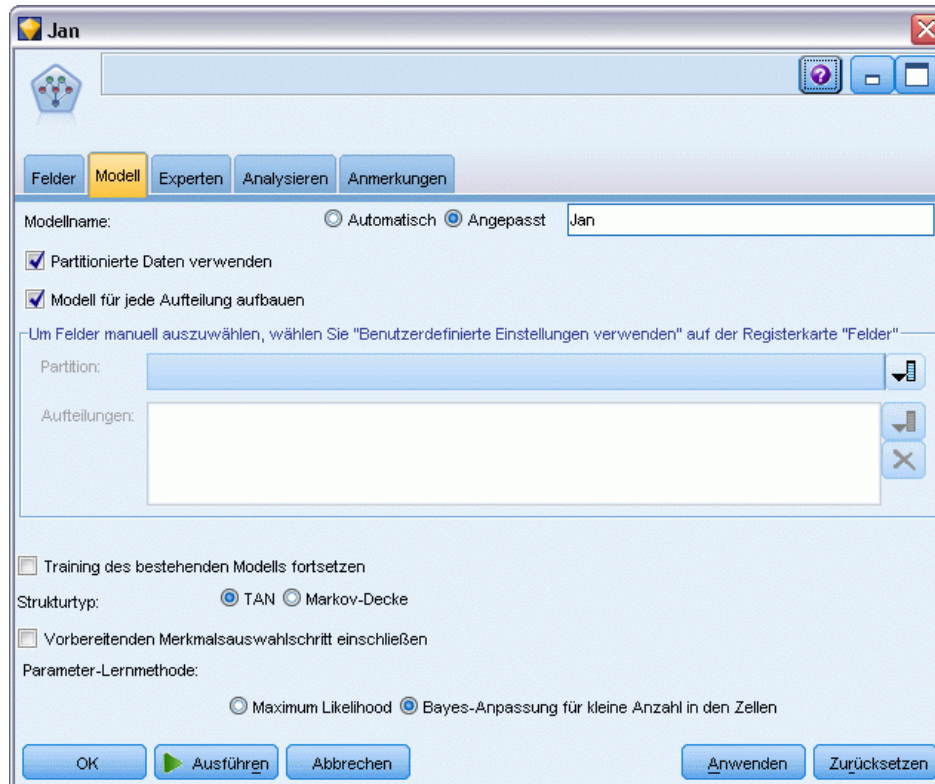 Jan
Felder Modell Experten Analysieren Anmerkungen
Modellname: Automatisch Angepasst Jan
Partitionierte Daten verwenden
Modell für jede Aufteilung aufbauen
Um Felder manuell auszuwählen, wählen Sie "Benutzerdefinierte Einstellungen verwenden" auf der Registerkarte "Felder"
Partition:
Aufteilungen:
Training des bestehenden Modells fortsetzen
Strukturtyp: TAN Markov-Decke
Vorbereitenden Merkmalsauswahlschritt einschließen
Parameter-Lernmethode:
Maximum Likelihood Bayes-Anpassung für kleine Anzahl in den Zellen
OK Ausführen Abbrechen Anwenden Zurücksetzen